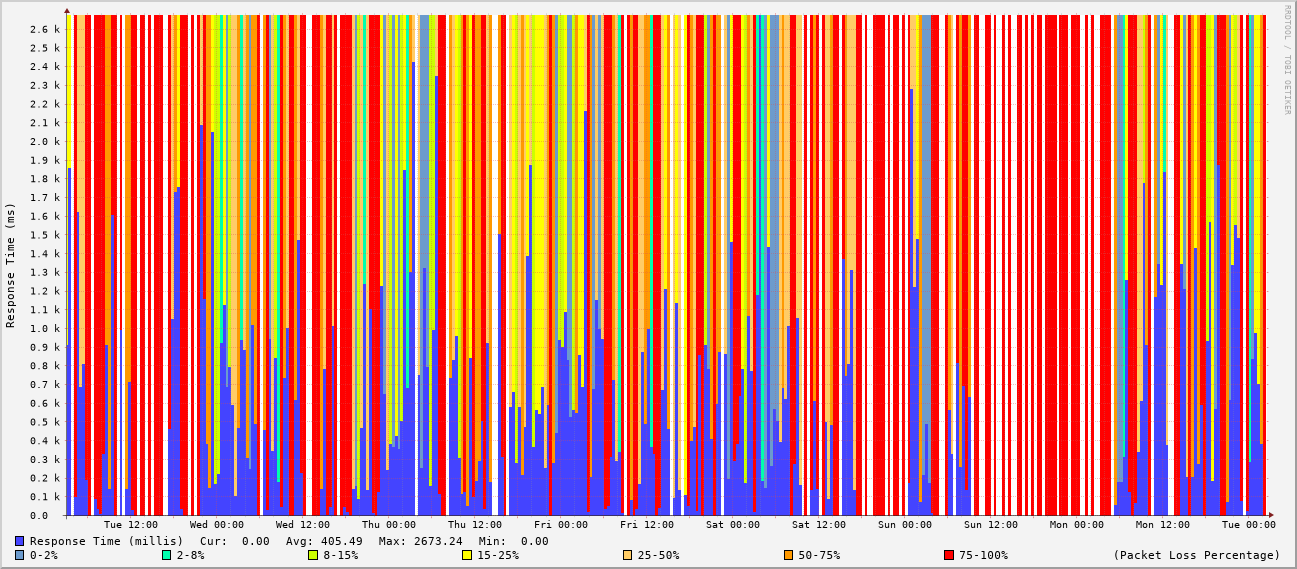 RRDTOOL / TOBI OETIKER
Response Time (ms)
2.6 k
2.5 k
2.4 k
2.3 k
2.2 k
2.1 k
2.0 k
1.9 k
1.8 k
1.7 k
1.6 k
1.5 k
1.4 k
1.3 k
1.2 k
1.1 k
1.0 k
0.9 k
0.8 k
0.7 k
0.6 k
0.5 k
0.4 k
0.3 k
0.2 k
0.1 k
0.0
Tue 12:00 Wed 00:00 Wed 12:00 Thu 00:00 Thu 12:00 Fri 00:00 Fri 12:00 Sat 00:00 Sat 12:00 Sun 00:00 Sun 12:00 Mon 00:00 Mon 12:00 Tue 00:00
Response Time (millis) Cur: 0.00 Avg: 405.49 Max: 2673.24 Min: 0.00
0-2% 2-8% 8-15% 15-25% 25-50% 50-75% 75-100% (Packet Loss Percentage)